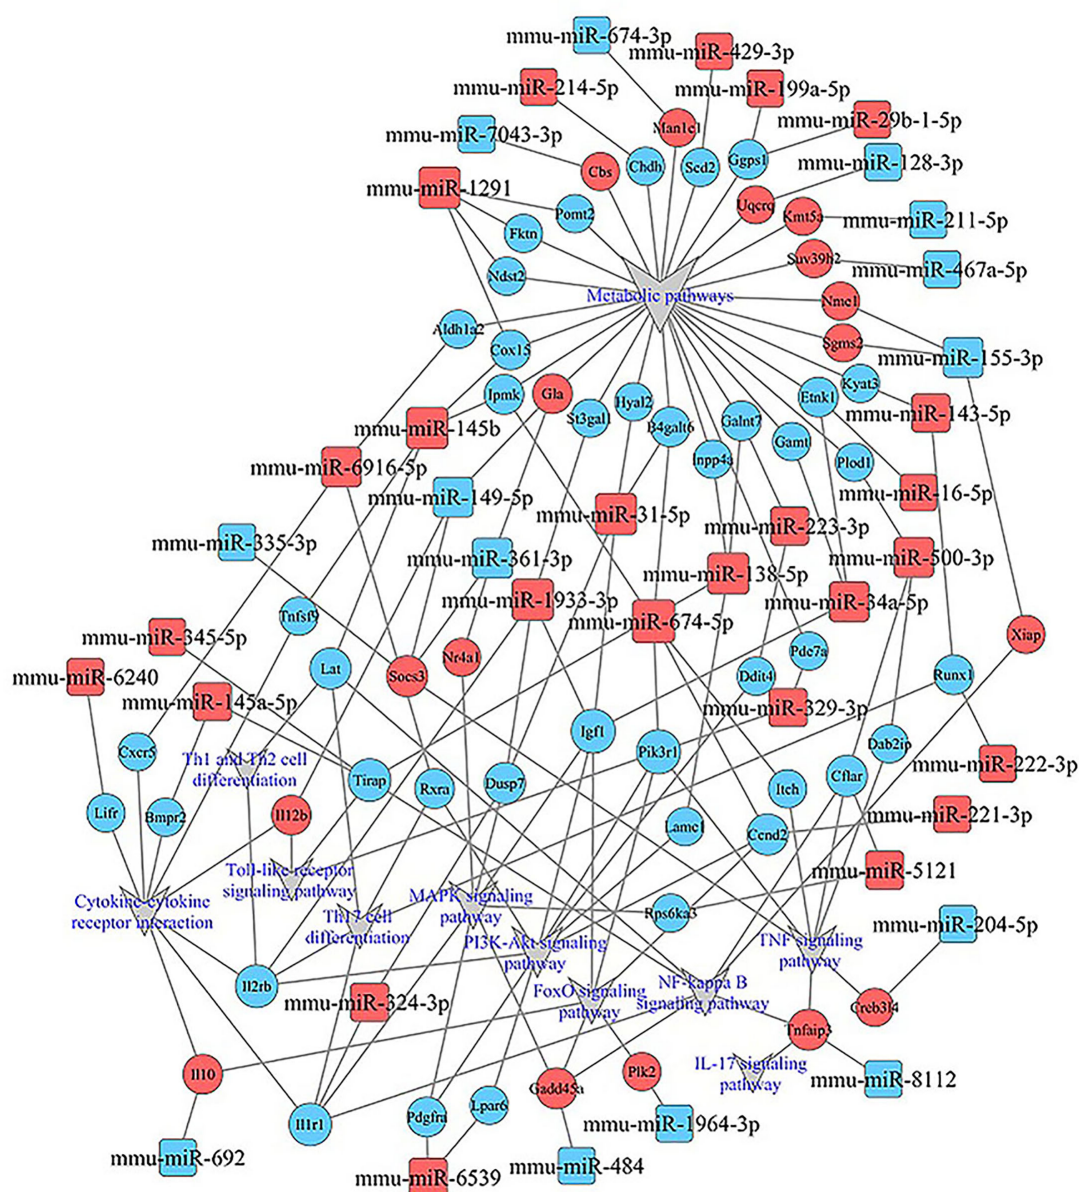 mmu-miR-674-3p
mmu-miR-429-3p
mmu-miR-214-5p
mmu-miR-199a-5p
mmu-miR-29b-1-5p
mmu-miR-7043-3p
Man1c1
mmu-miR-128-3p
Cbs
Chdh
Scd2
Ggps1
mmu-miR-1291
Pomt2
Uqcrq
Kmt5a
mmu-miR-211-5p
Fktn
Suv39h2
mmu-miR-467a-5p
Ndst2
Metabolic pathways
Nme1
Aldh1a2
Cox15
Sgms2
mmu-miR-155-3p
Ipmk
Gla
St3gal1
Hyal2
B4galt6
Galnt7
Etnk1
Kyat3
mmu-miR-143-5p
mmu-miR-145b
Inpp4a
Gamt
Plod1
mmu-miR-6916-5p
mmu-miR-149-5p
mmu-miR-31-5p
mmu-miR-223-3p
mmu-miR-16-5p
mmu-miR-335-3p
mmu-miR-361-3p
mmu-miR-138-5p
mmu-miR-500-3p
mmu-miR-1933-3p
mmu-miR-674-5p
mmu-miR-34a-5p
Tnfsf9
mmu-miR-345-5p
Xiap
mmu-miR-6240
Lat
Socs3
Nr4a1
Pde7a
Ddit4
Runx1
mmu-miR-145a-5p
mmu-miR-329-3p
Igf1
Cxcr5
Th1 and Th2 cell
differentiation
Pik3r1
Dab2ip
mmu-miR-222-3p
Tirap
Rxra
Dusp7
Itch
Cflar
Lifr
Bmpr2
Il12b
Lamc1
Ccnd2
mmu-miR-221-3p
Toll-like receptor
signaling pathway
mmu-miR-5121
Cytokine-cytokine
receptor interaction
Th17 cell
differentiation
MAPK signaling
pathway
Rps6ka3
mmu-miR-204-5p
PI3K-Akt signaling
pathway
TNF signaling
pathway
Il2rb
mmu-miR-324-3p
FoxO signaling
pathway
NF-kappa B
signaling pathway
Creb3l4
Tnfaip3
Il10
Gadd45a
Plk2
IL-17 signaling
pathway
mmu-miR-8112
Il1r1
Pdgfra
Lpar6
mmu-miR-1964-3p
mmu-miR-692
mmu-miR-6539
mmu-miR-484